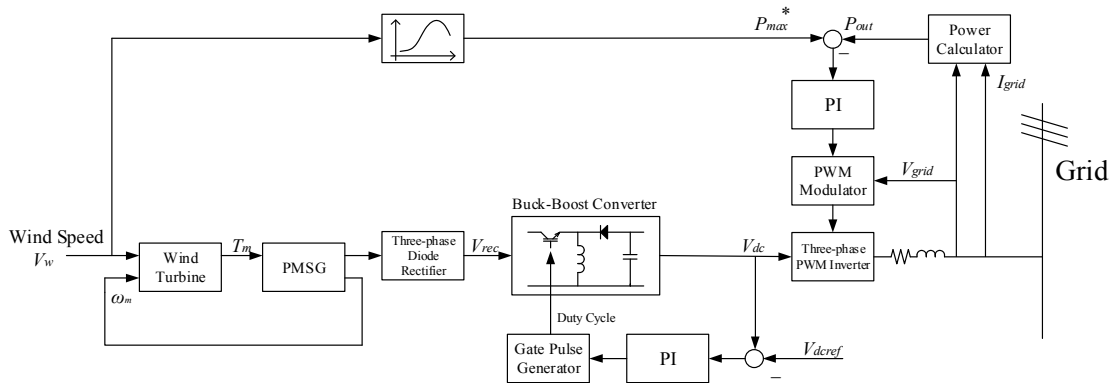 P_max*
P_out
Power
Calculator
−
I_grid
PI
PWM
Modulator
V_grid
Grid
Buck-Boost Converter
Wind Speed
V_w
Wind
Turbine
T_m
PMSG
Three-phase
Diode
Rectifier
V_rec
V_dc
Three-phase
PWM Inverter
ω_m
Duty Cycle
Gate Pulse
Generator
PI
V_dcref
−